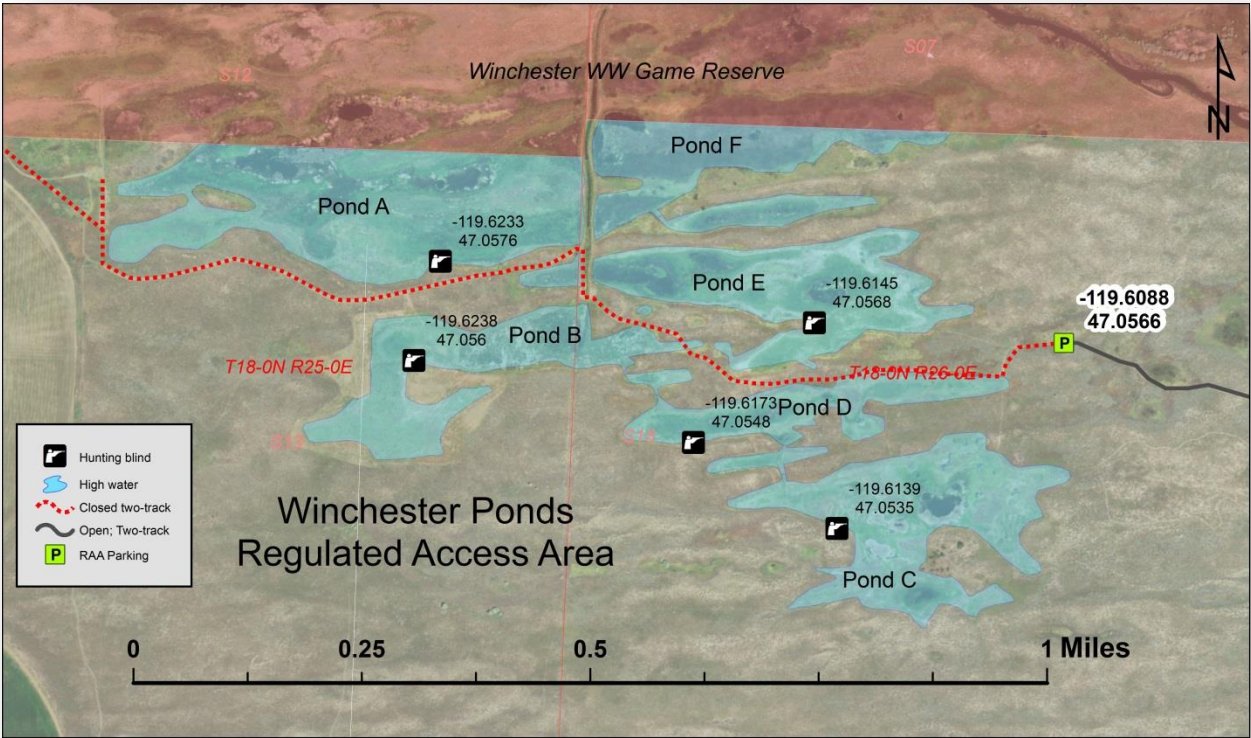 S07
Winchester WW Game Reserve
S12
Pond F
Pond A
-119.6233
47.0576
Pond E
-119.6145
47.0568
-119.6088
47.0566
P
-119.6238
47.056
Pond B
T18-0N R25-0E
T18-0N R26-0E
-119.6173
47.0548
Pond D
S13
S18
-119.6139
47.0535
Pond C
N
Hunting blind
High water
Closed two-track
Open; Two-track
P
RAA Parking
Winchester Ponds
Regulated Access Area
0
0.25
0.5
1 Miles